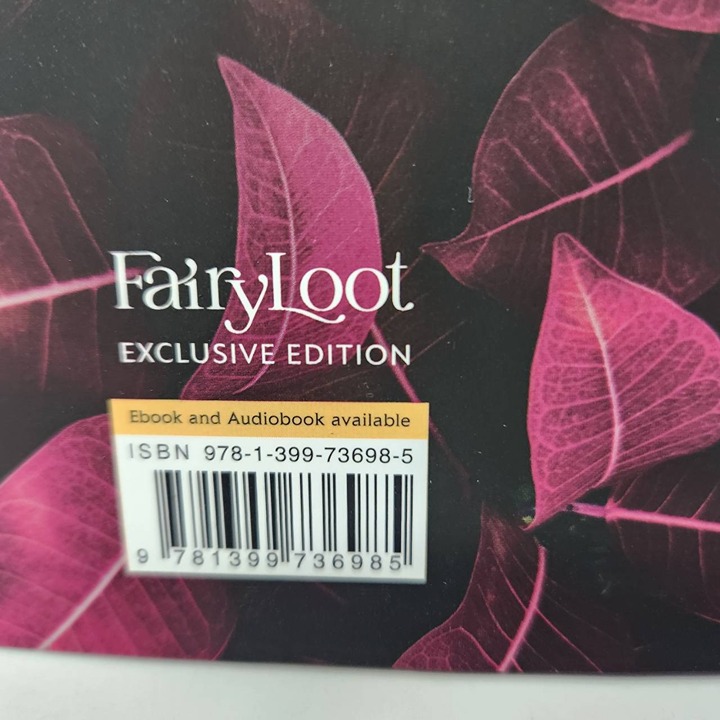 FairyLoot
EXCLUSIVE EDITION
Ebook and Audiobook available
ISBN 978-1-399-73698-5
9 781399 736985